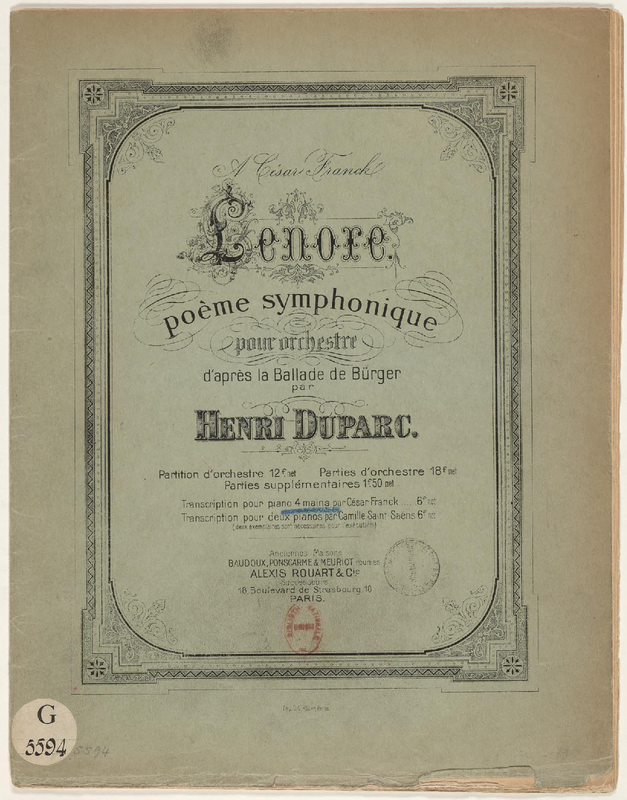 A César Franck
Lenore.
poème symphonique
pour orchestre
d'après la Ballade de Bürger
par
HENRI DUPARC.
Partition d'orchestre 12f net Parties d'orchestre 18f net
Parties supplémentaires 1f50 net
Transcription pour piano 4 mains par César Franck 6f net
Transcription pour deux pianos par Camille Saint Saëns 6f net
(deux exemplaires sont nécessaires pour l'exécution)
Anciennes Maisons
BAUDOUX, PONSCARME & MEURIOT réunies
ALEXIS ROUART & Cie
Successeurs
18, Boulevard de Strasbourg, 18
PARIS.
G
5594
5594